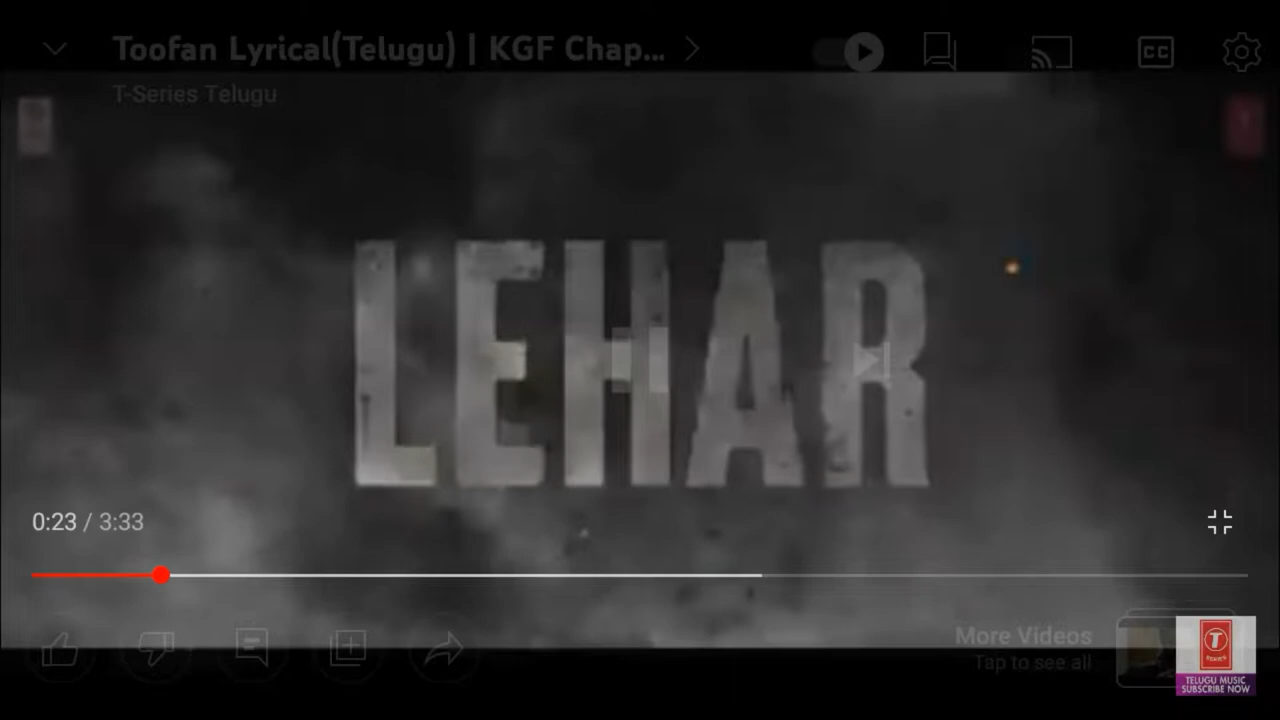 Toofan Lyrical(Telugu) | KGF Chap...
CC
T-Series Telugu
LEHAR
0:23 / 3:33
More Videos
Tap to see all
T
TELUGU MUSIC
SUBSCRIBE NOW